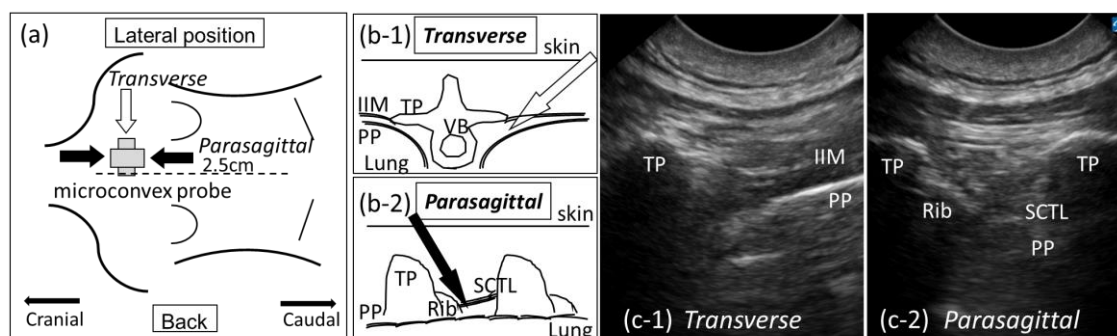 (a)
Lateral position
Transverse
Parasagittal
2.5cm
microconvex probe
Cranial
Back
Caudal
(b-1)
Transverse
skin
IIM
TP
VB
PP
Lung
(b-2)
Parasagittal
skin
TP
SCTL
PP
Rib
Lung
TP
IIM
PP
(c-1) Transverse
TP
TP
Rib
SCTL
PP
(c-2) Parasagittal